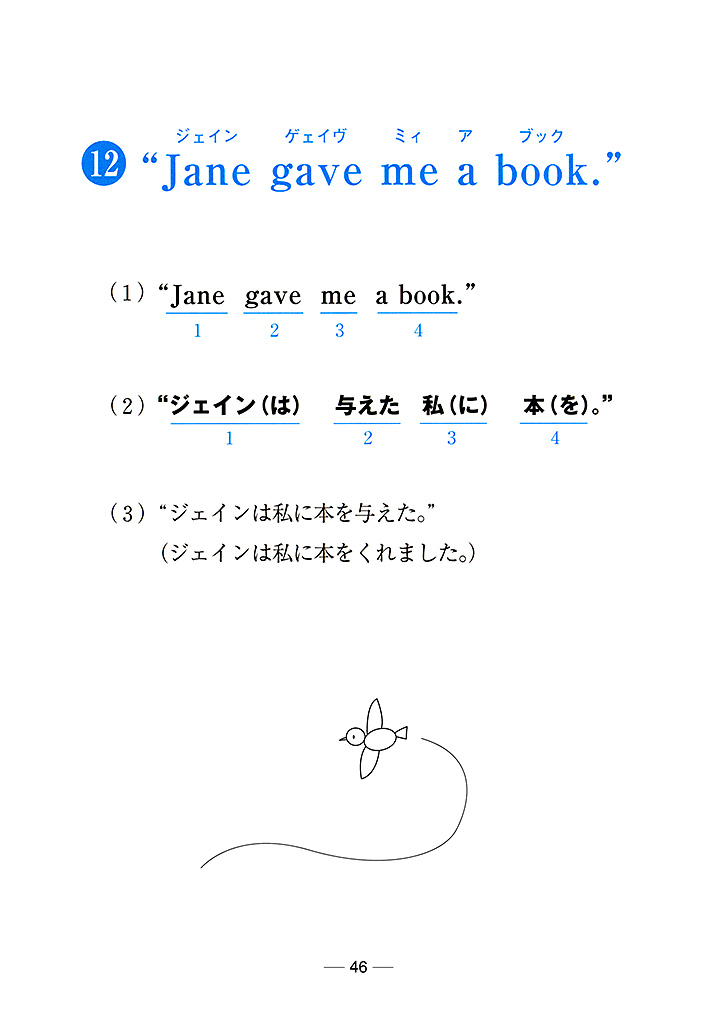 ジェイン ゲェイヴ ミィ ア ブック
12 “Jane gave me a book.”
(1) “Jane gave me a book.”
1 2 3 4
(2) “ジェイン(は) 与えた 私(に) 本(を)。”
1 2 3 4
(3) “ジェインは私に本を与えた。”
(ジェインは私に本をくれました。)
— 46 —